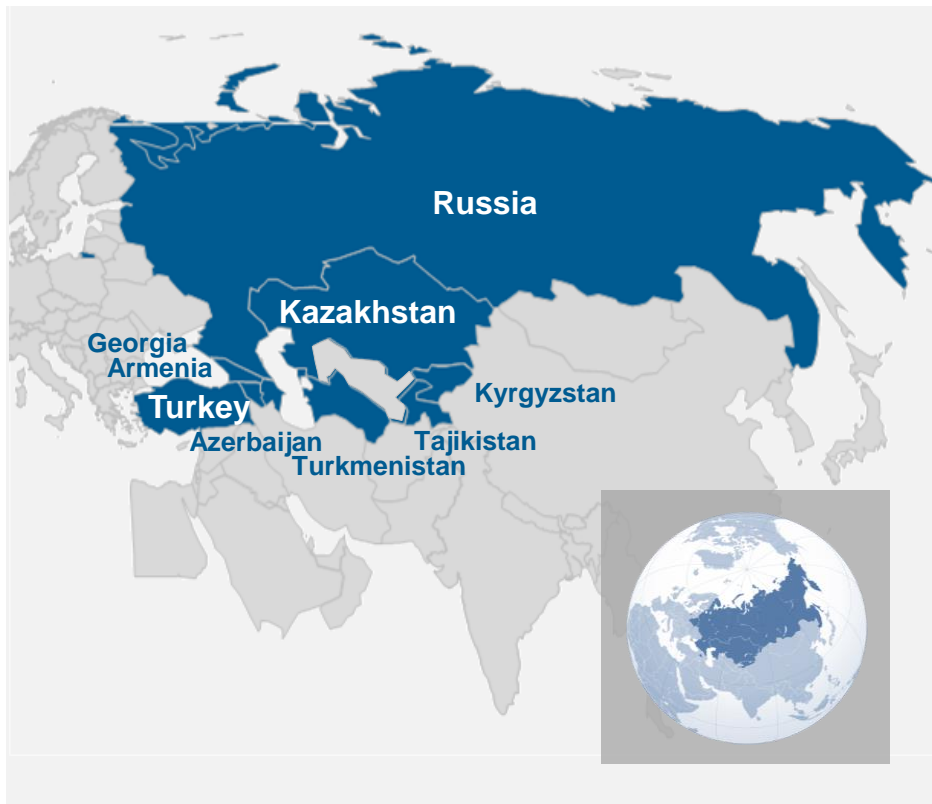 Russia
Kazakhstan
Georgia
Armenia
Kyrgyzstan
Turkey
Azerbaijan
Tajikistan
Turkmenistan